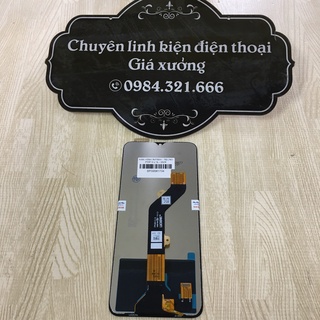 Chuyên linh kiện điện thoại
Giá xưởng
0984.321.666